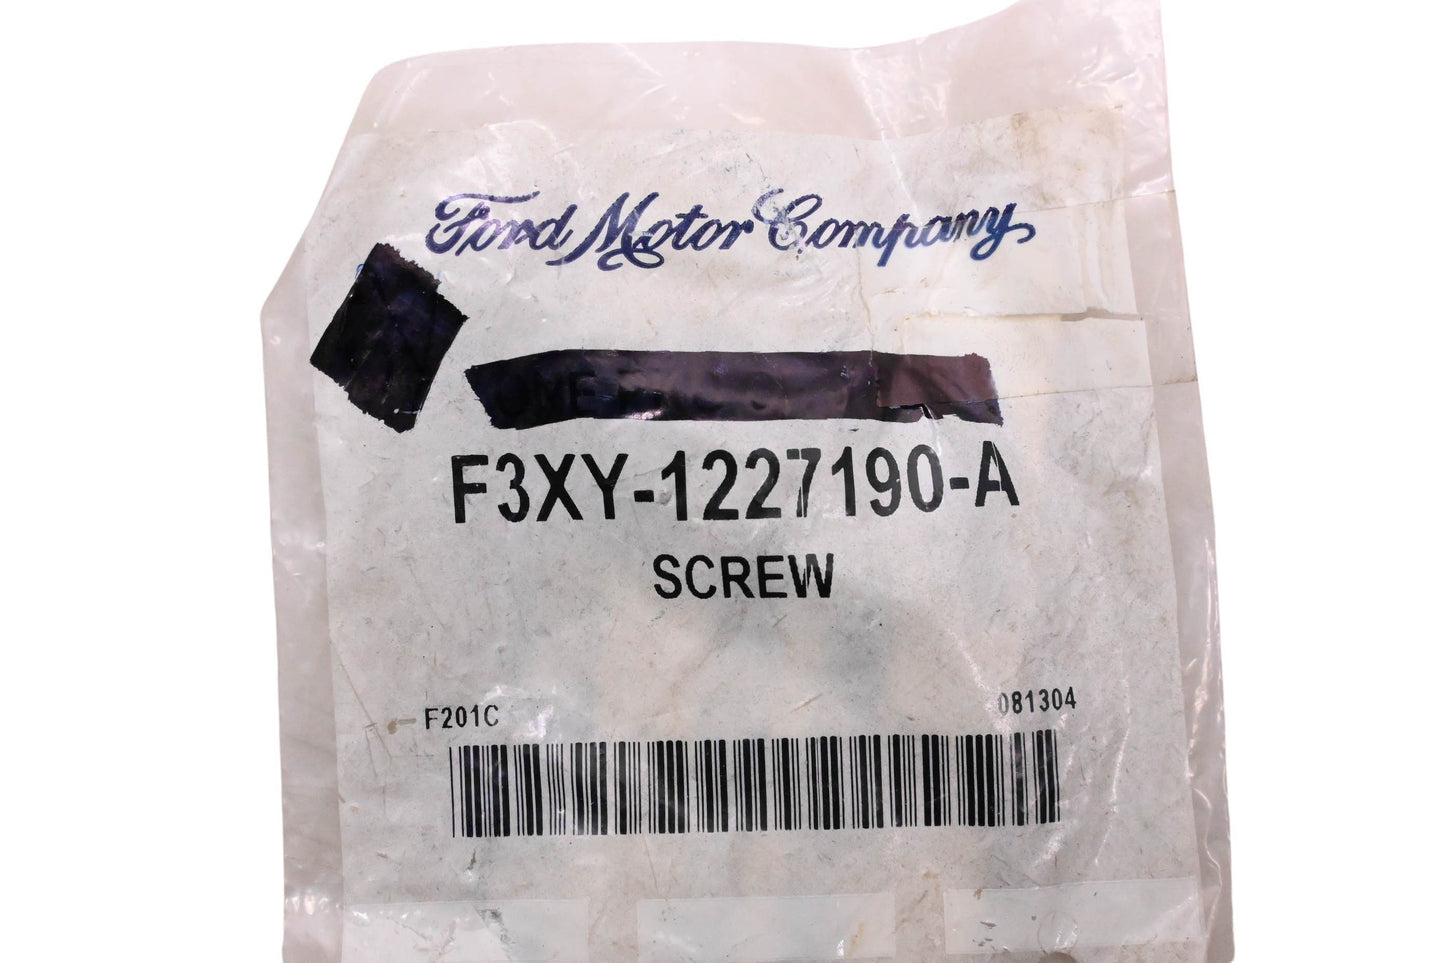 Ford Motor Company
F3XY-1227190-A
SCREW
F201C 081304